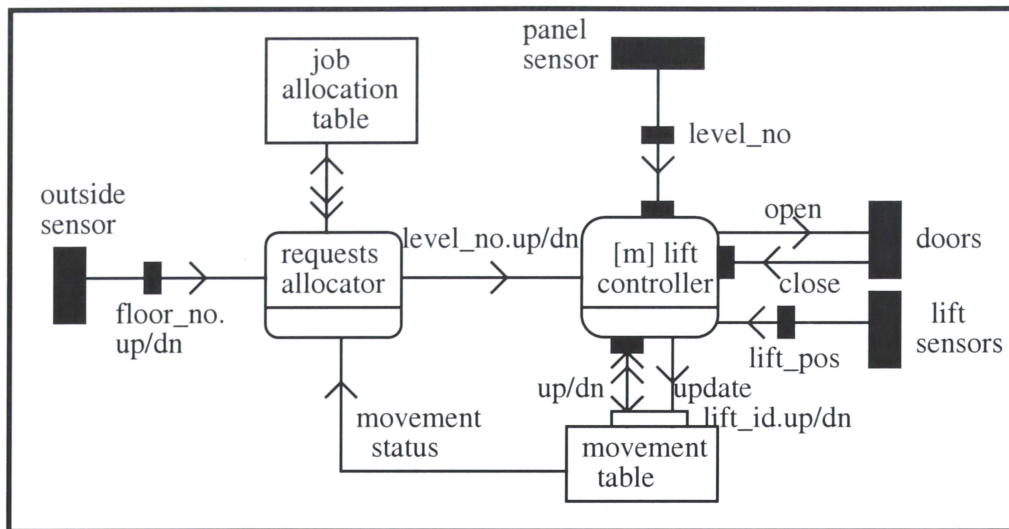 panel
sensor
job
allocation
table
level_no
outside
sensor
open
requests
allocator
level_no.up/dn
[m] lift
controller
doors
close
floor_no.
up/dn
lift
sensors
lift_pos
up/dn
update
lift_id.up/dn
movement
status
movement
table